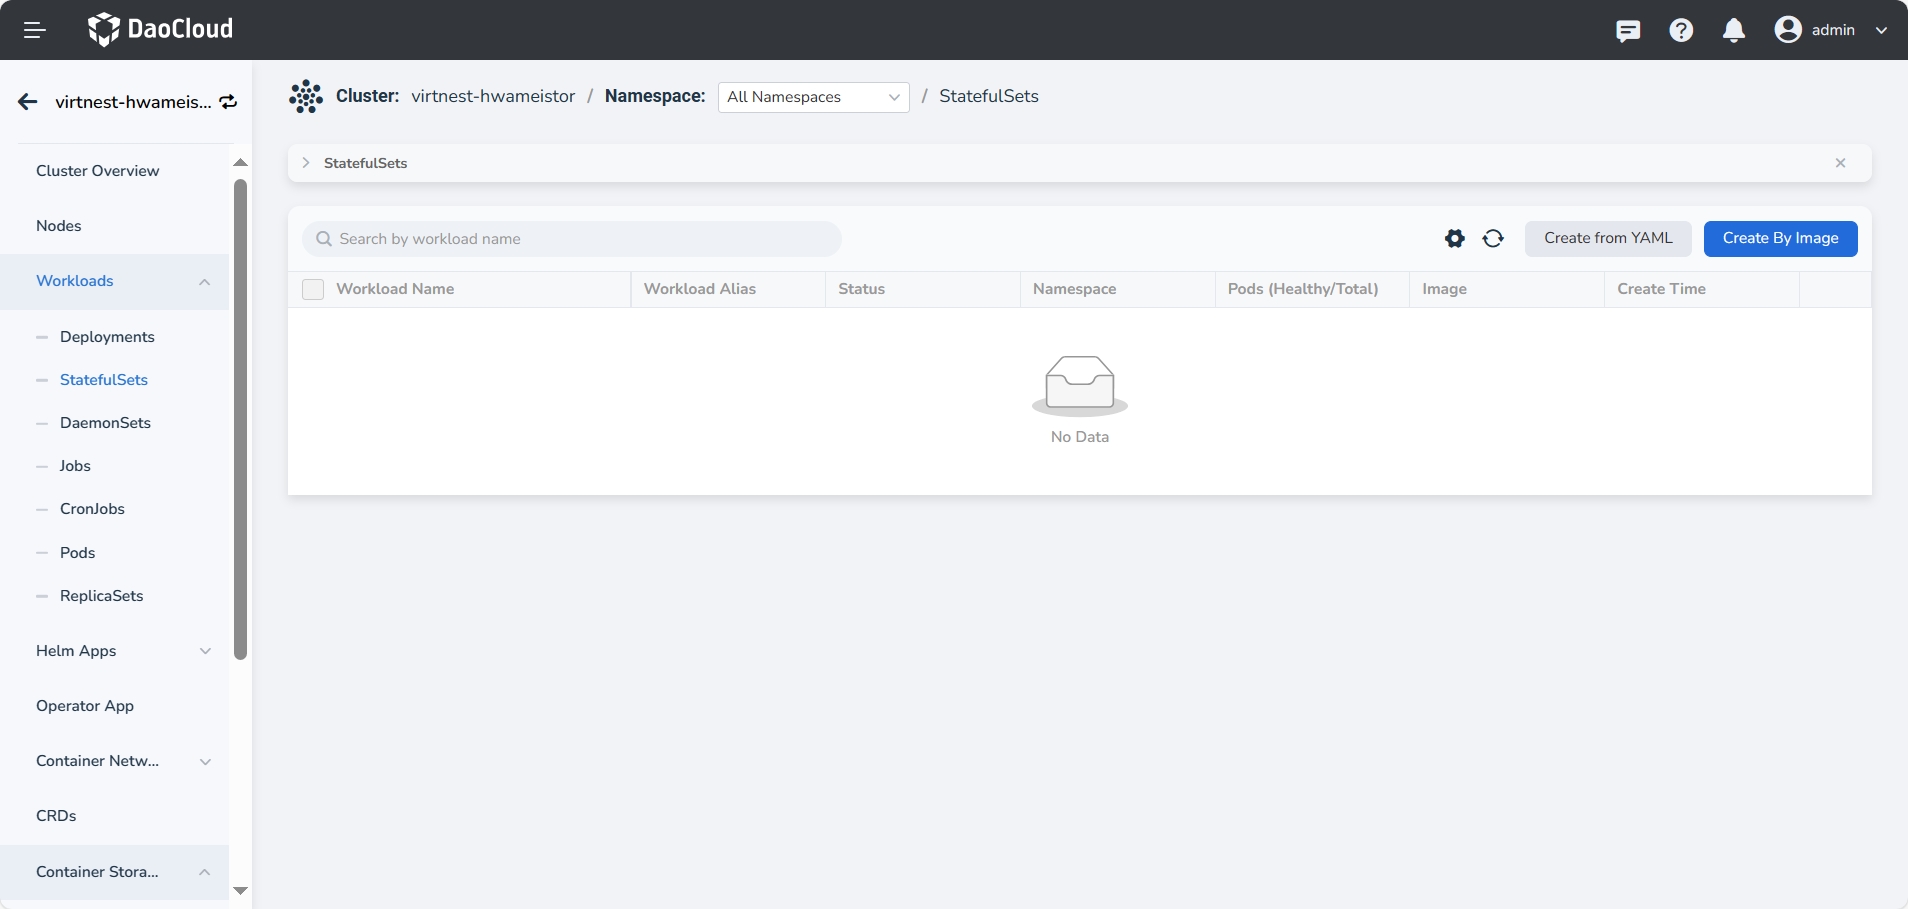 DaoCloud
admin
virtnest-hwameis...
Cluster: virtnest-hwameistor / Namespace: All Namespaces / StatefulSets
Cluster Overview
Nodes
Workloads
Deployments
StatefulSets
DaemonSets
Jobs
CronJobs
Pods
ReplicaSets
Helm Apps
Operator App
Container Netw...
CRDs
Container Stora...
StatefulSets
Search by workload name
Create from YAML
Create By Image
Workload Name Workload Alias Status Namespace Pods (Healthy/Total) Image Create Time
No Data